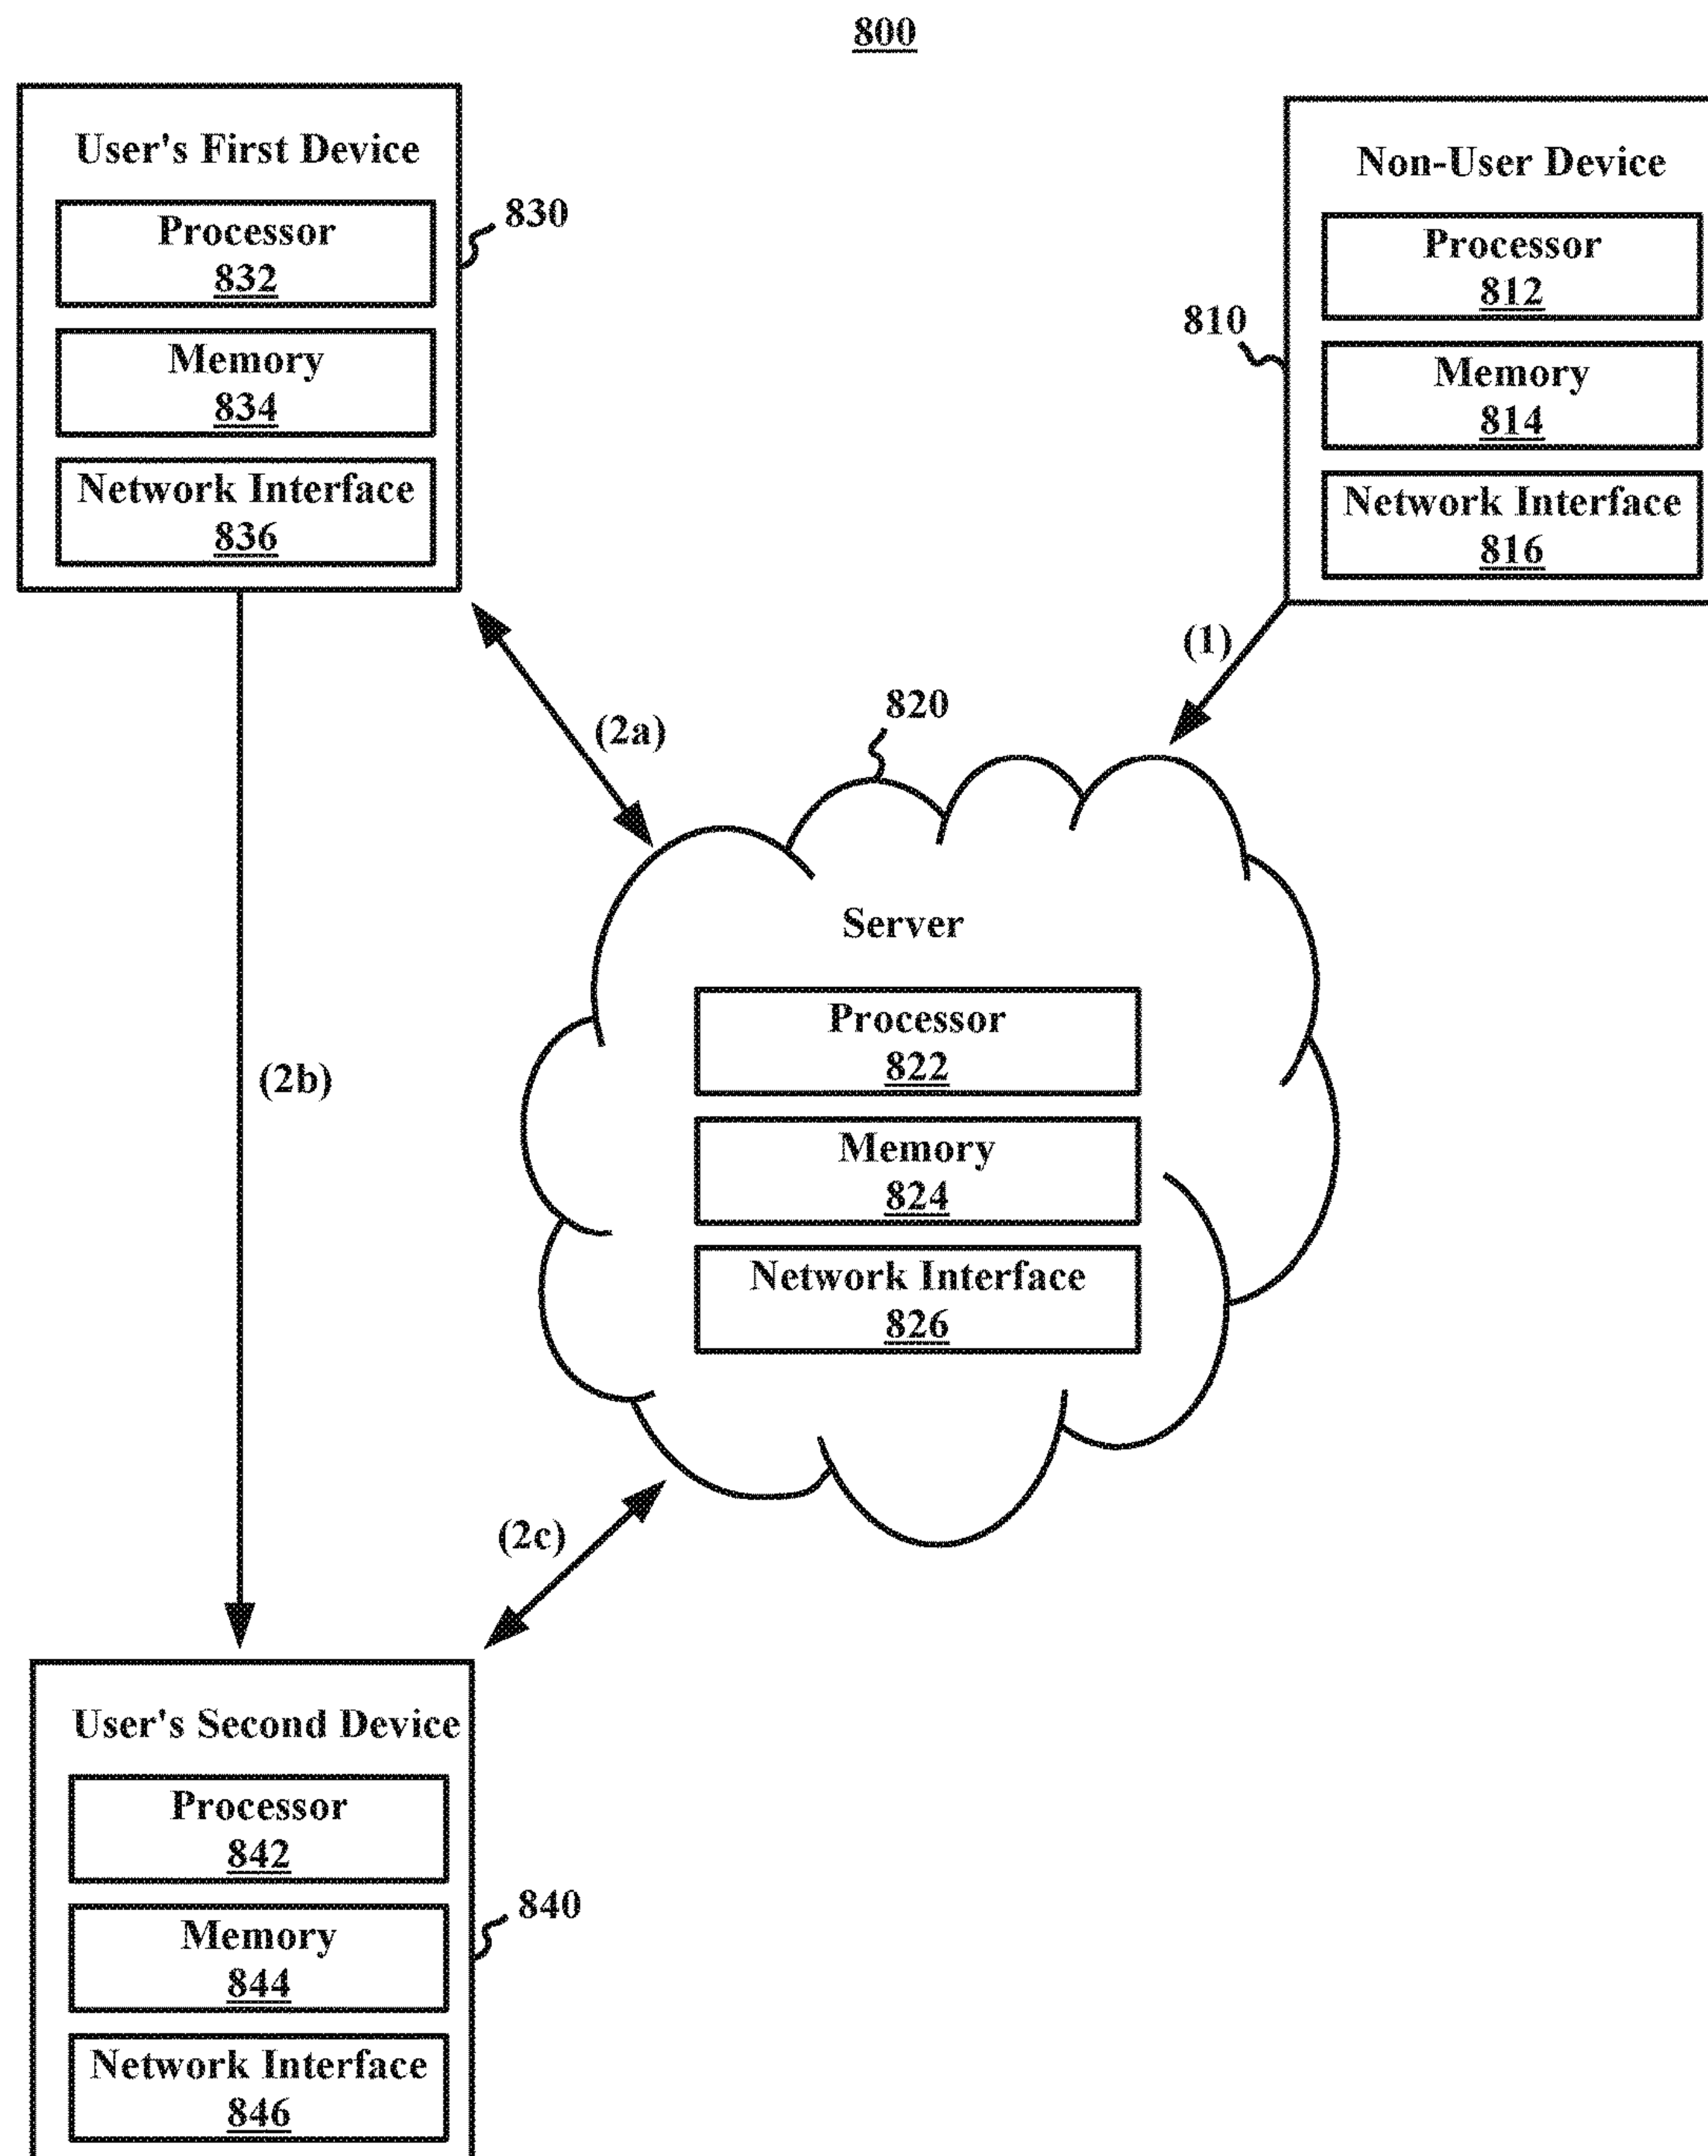 800
User's First Device
Processor
832
Memory
834
Network Interface
836
830
Non-User Device
Processor
812
Memory
814
Network Interface
816
810
(1)
(2a)
820
Server
Processor
822
Memory
824
Network Interface
826
(2b)
(2c)
User's Second Device
Processor
842
Memory
844
Network Interface
846
840